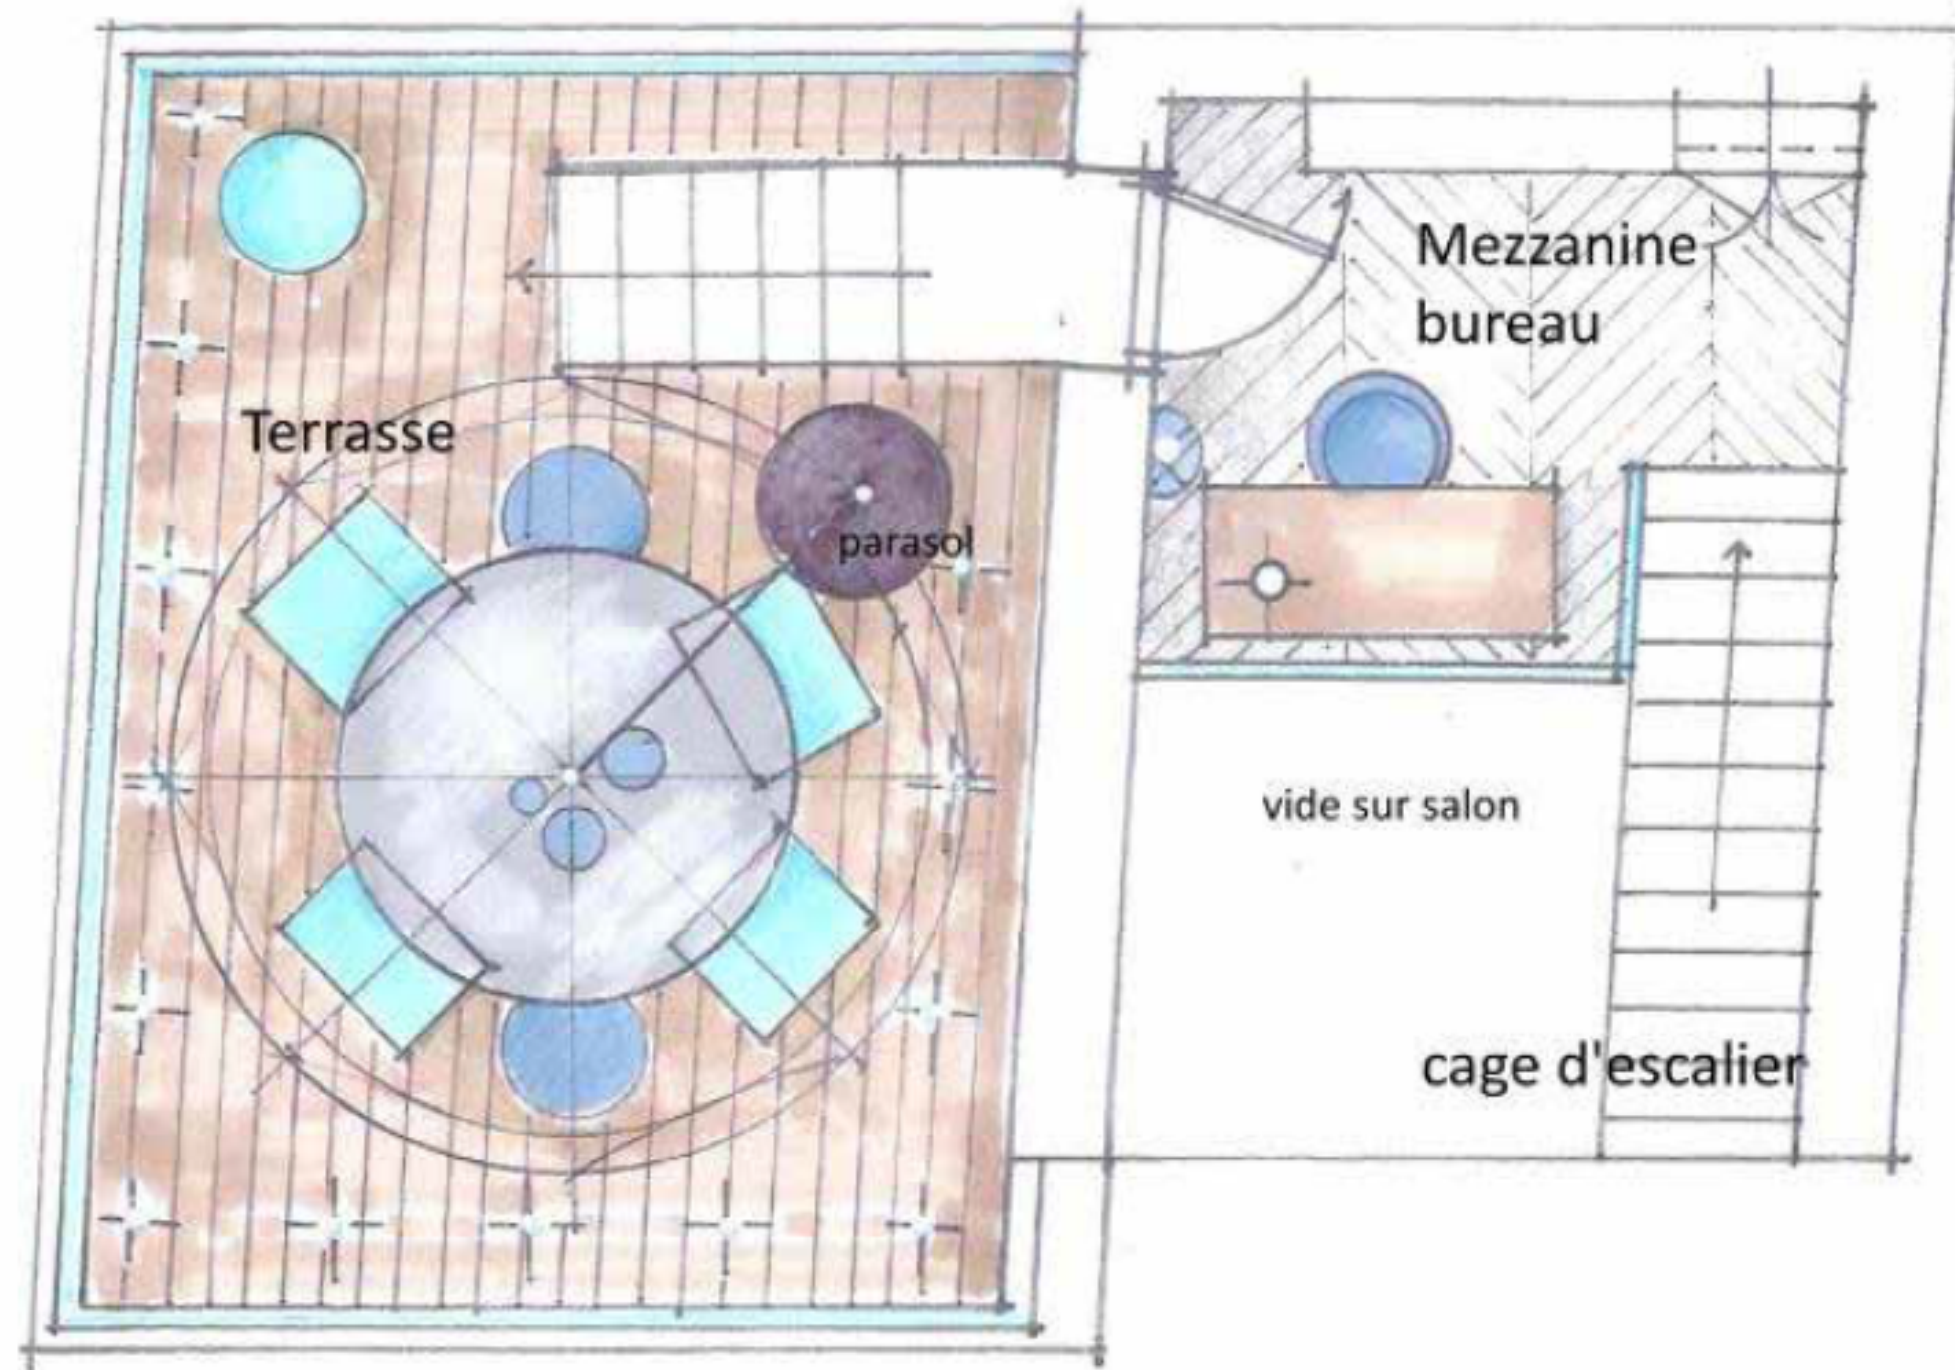 Mezzanine
bureau
Terrasse
parasol
vide sur salon
cage d'escalier